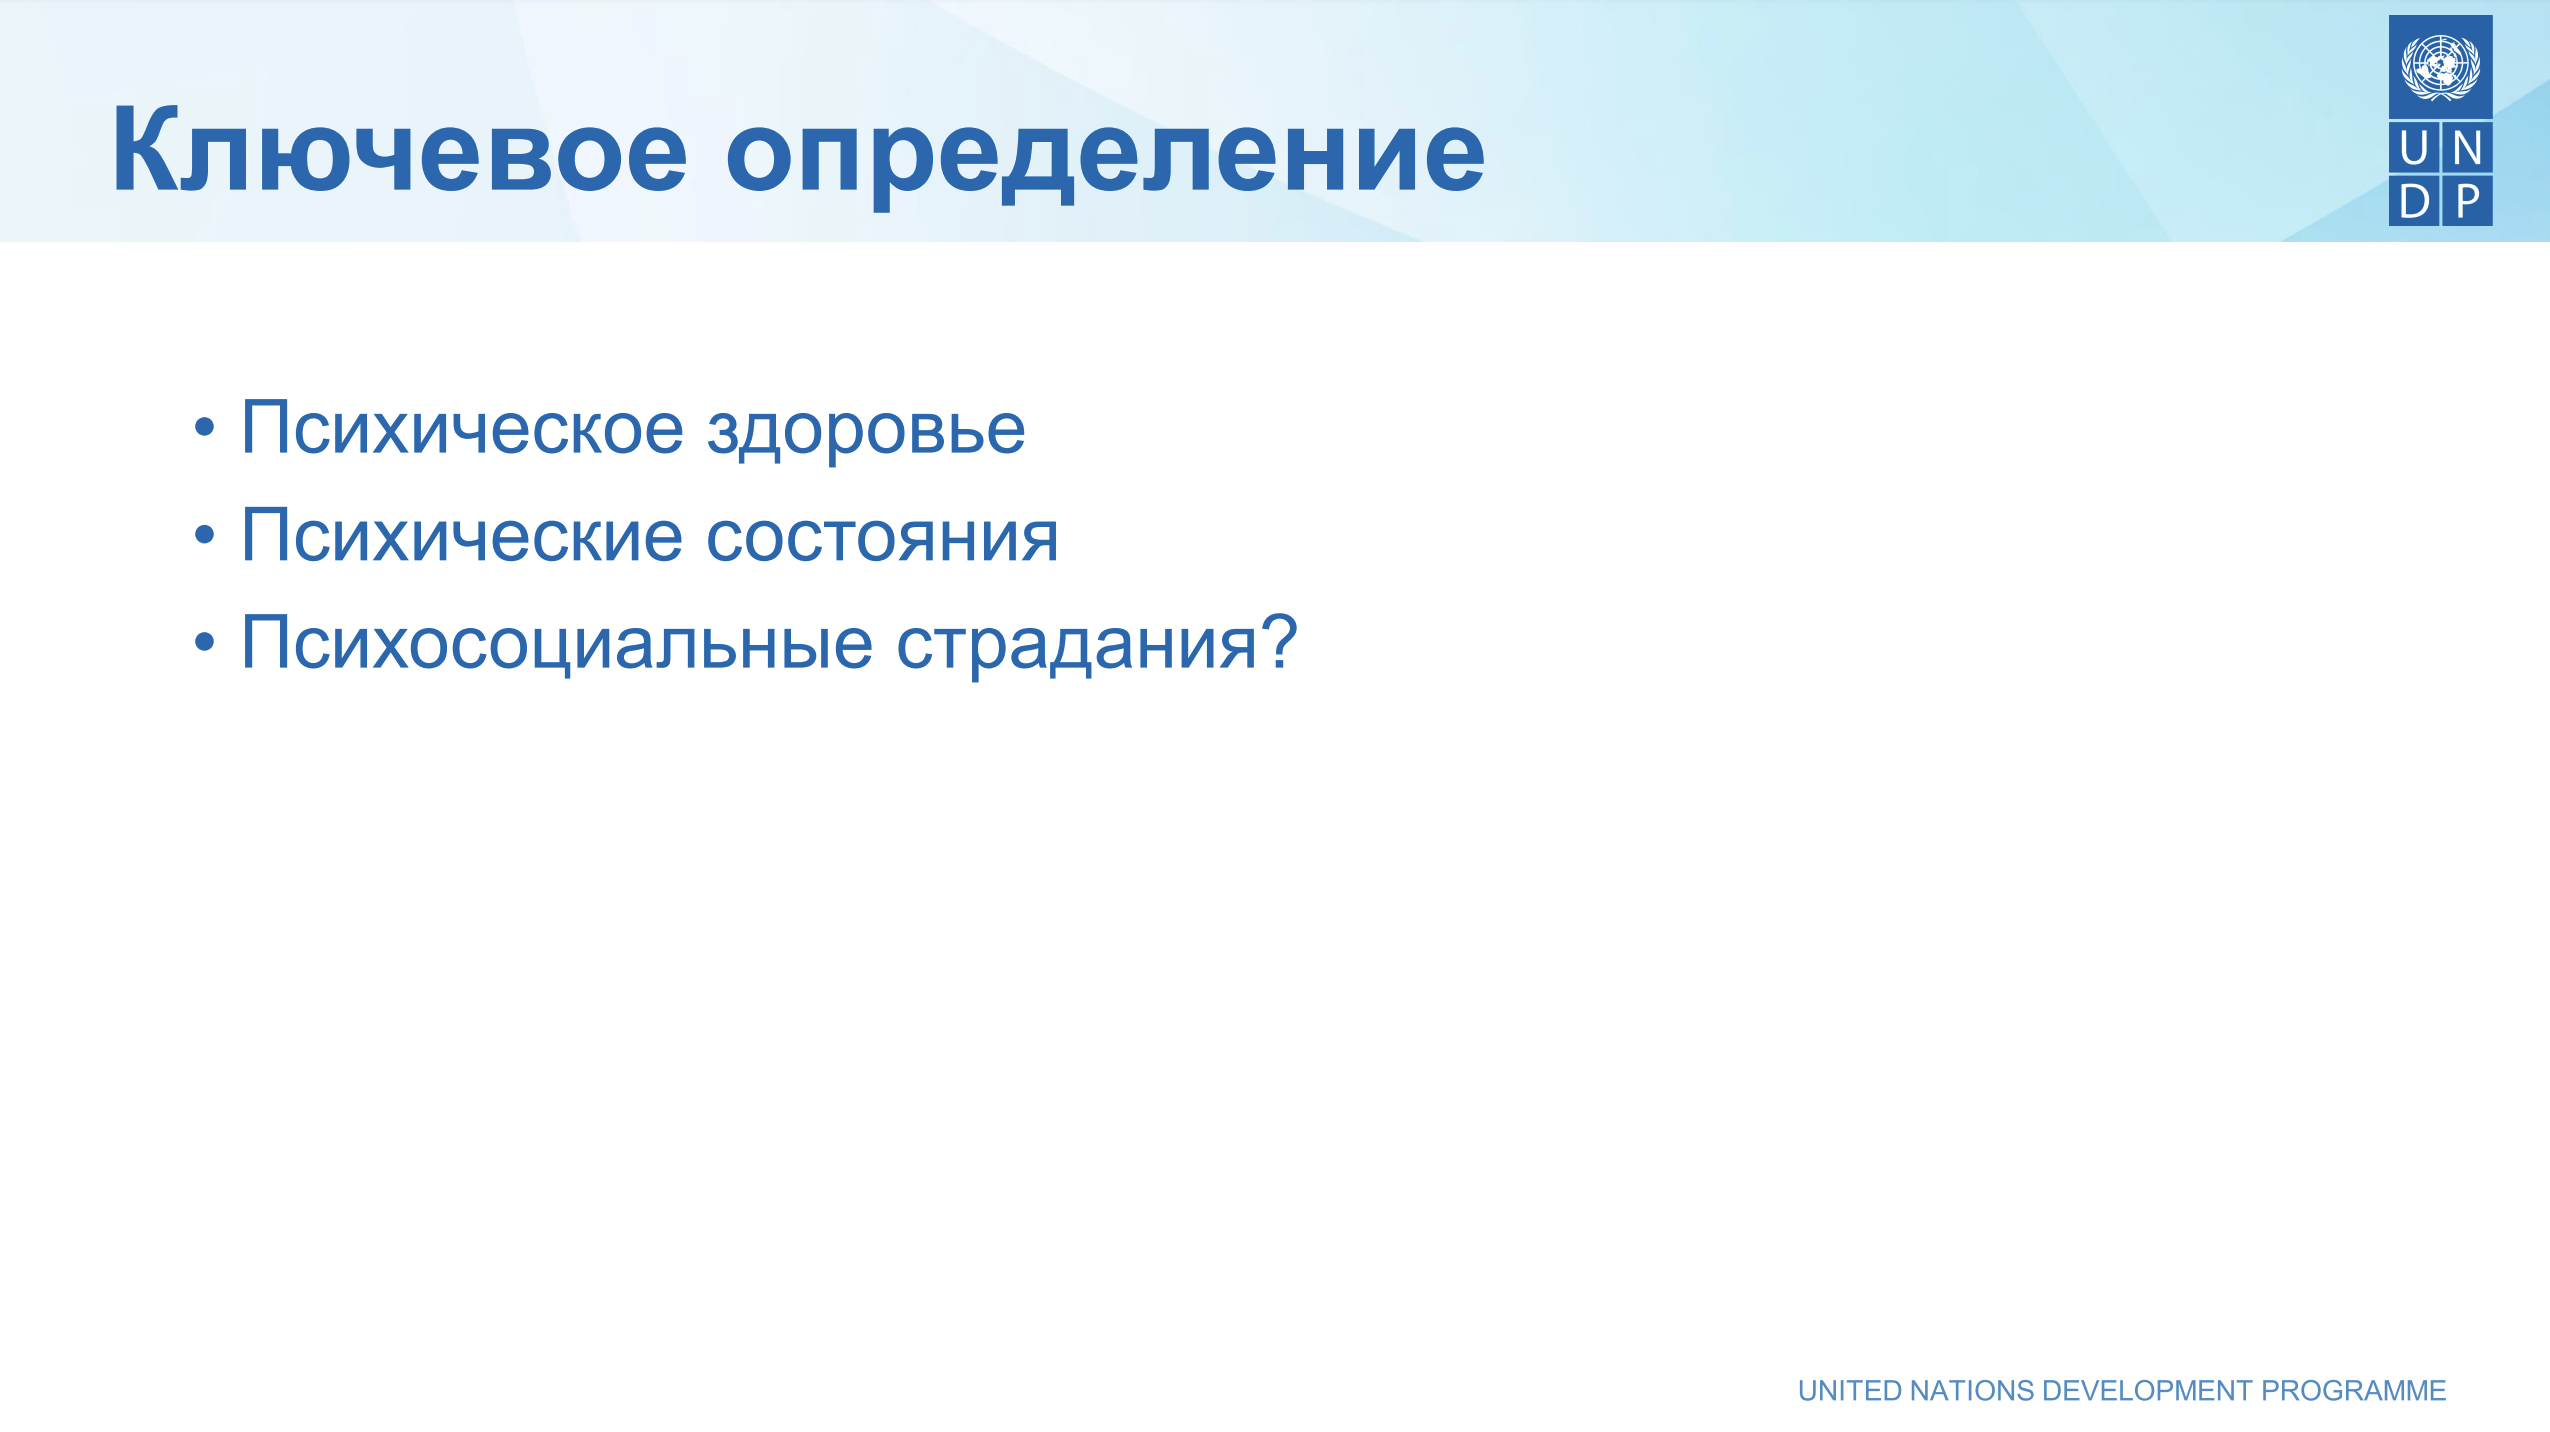 Ключевое определение
U N
D P
• Психическое здоровье
• Психические состояния
• Психосоциальные страдания?
UNITED NATIONS DEVELOPMENT PROGRAMME